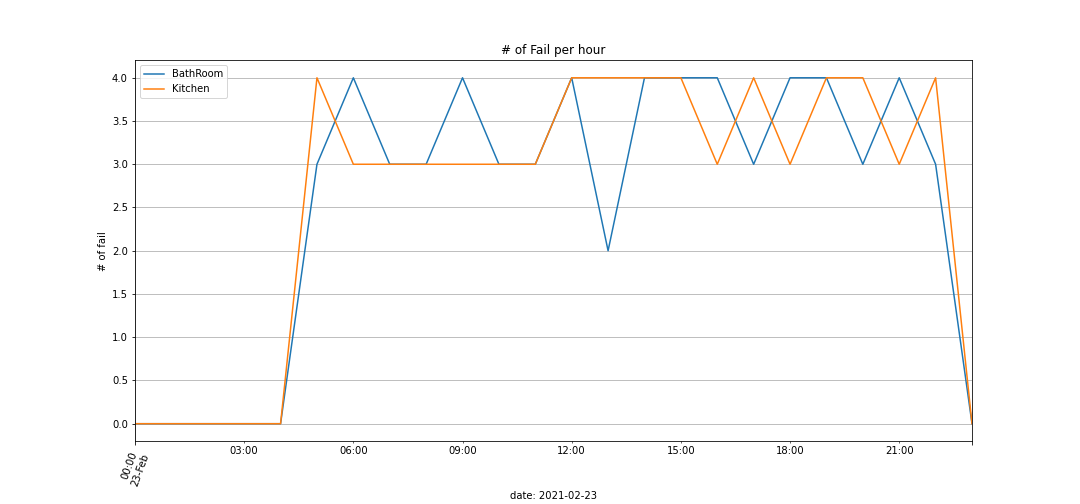 # of Fail per hour
BathRoom
Kitchen
# of fail
4.0
3.5
3.0
2.5
2.0
1.5
1.0
0.5
0.0
00:00
23-Feb
03:00
06:00
09:00
12:00
15:00
18:00
21:00
date: 2021-02-23